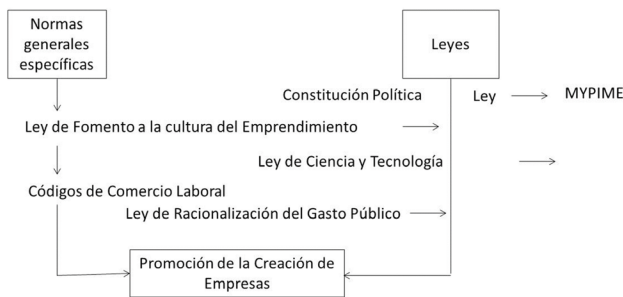 Normas
generales
específicas
Leyes
Constitución Política
Ley
MYPIME
Ley de Fomento a la cultura del Emprendimiento
Ley de Ciencia y Tecnología
Códigos de Comercio Laboral
Ley de Racionalización del Gasto Público
Promoción de la Creación de
Empresas